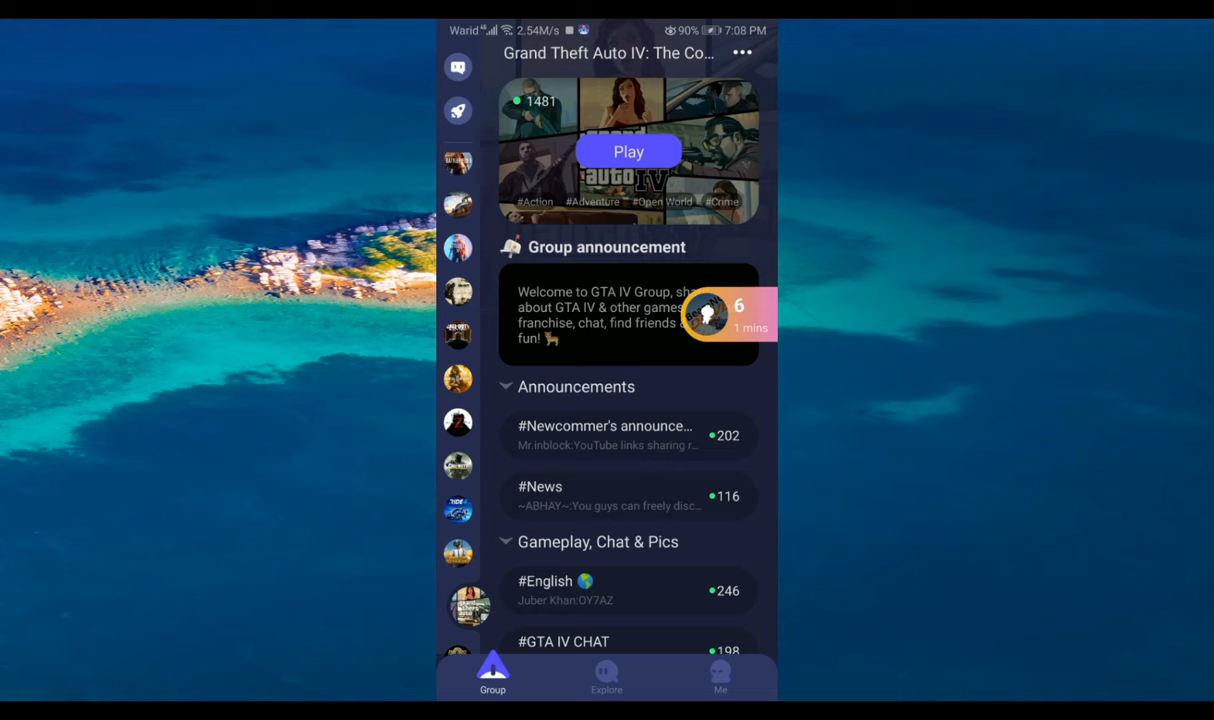 Warid 2.54M/s 90% 7:08 PM
Grand Theft Auto IV: The Co...
1481
Play
auto IV
#Action #Adventure #Open World #Crime
Group announcement
Welcome to GTA IV Group, sha
about GTA IV & other games
franchise, chat, find friends
fun!
6
1 mins
Announcements
#Newcommer's announce...
202
Mr.inblock:YouTube links sharing r...
#News
116
~ABHAY~:You guys can freely disc...
Gameplay, Chat & Pics
#English
246
Juber Khan:OY7AZ
#GTA IV CHAT
198
Group Explore Me